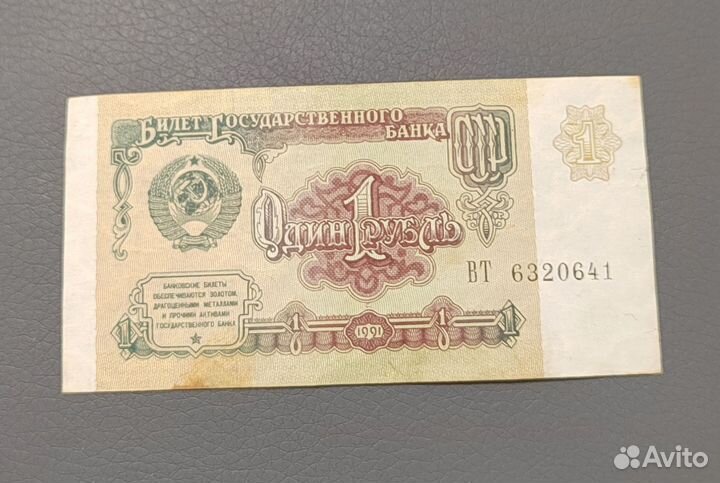 Билет Государственного
Банка СССР
1
Один 1 рубль
ВТ 6320641
БАНКОВСКИЕ БИЛЕТЫ
ОБЕСПЕЧИВАЮТСЯ ЗОЛОТОМ,
ДРАГОЦЕННЫМИ МЕТАЛЛАМИ
И ПРОЧИМИ АКТИВАМИ
ГОСУДАРСТВЕННОГО БАНКА
1 1 1991 1 1
Avito